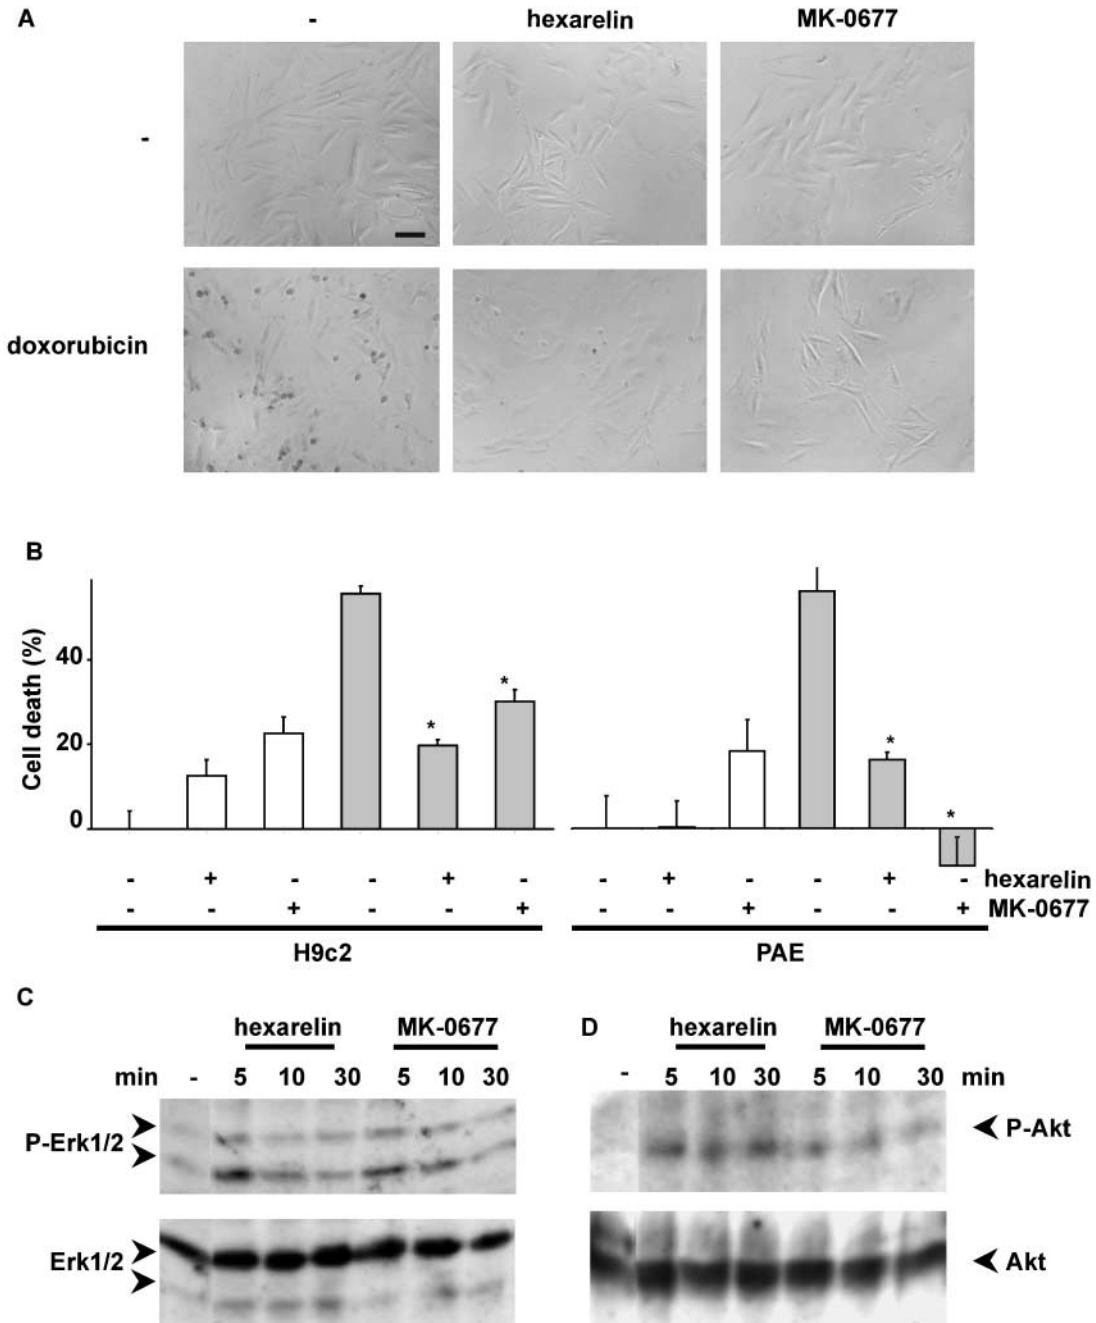 A
- hexarelin MK-0677
-
doxorubicin
B
Cell death (%)
40
20
0
* * * *
- + - - + - - + - - + - hexarelin
- - + - - + - - + - - + MK-0677
H9c2 PAE
C
hexarelin MK-0677
min - 5 10 30 5 10 30
P-Erk1/2
Erk1/2
D
hexarelin MK-0677
- 5 10 30 5 10 30 min
P-Akt
Akt